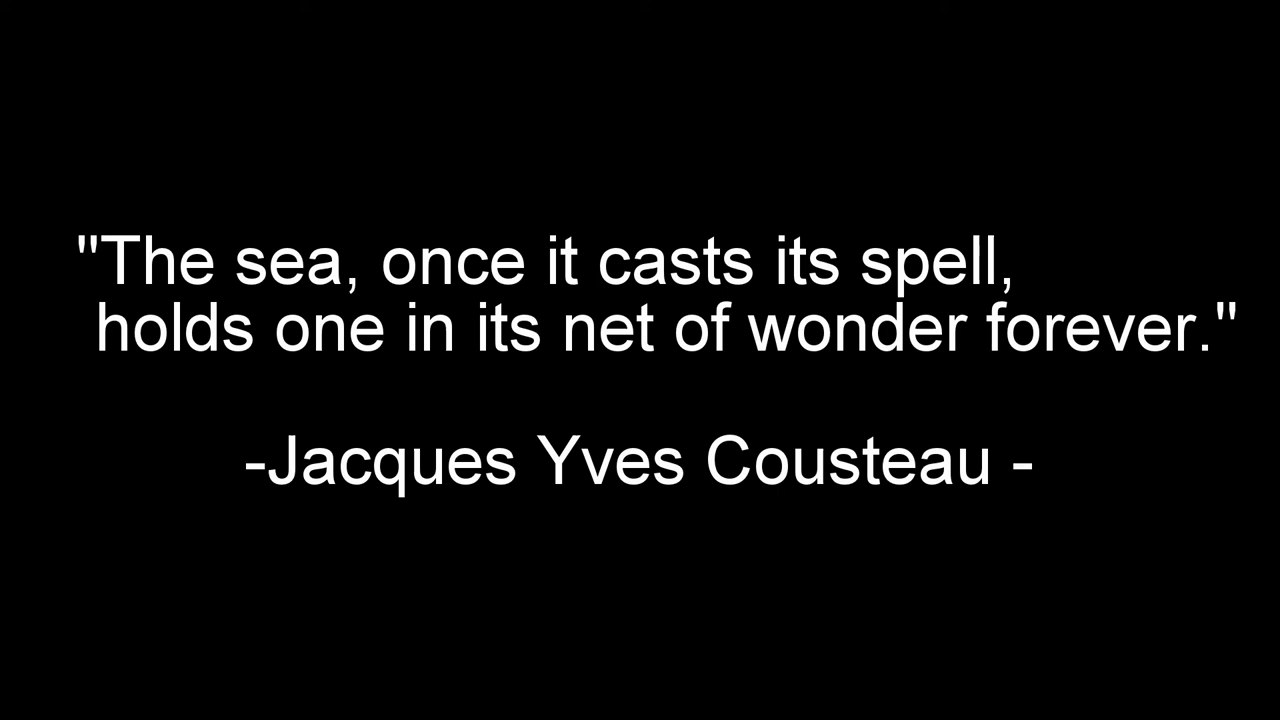 "The sea, once it casts its spell,
holds one in its net of wonder forever."
-Jacques Yves Cousteau -